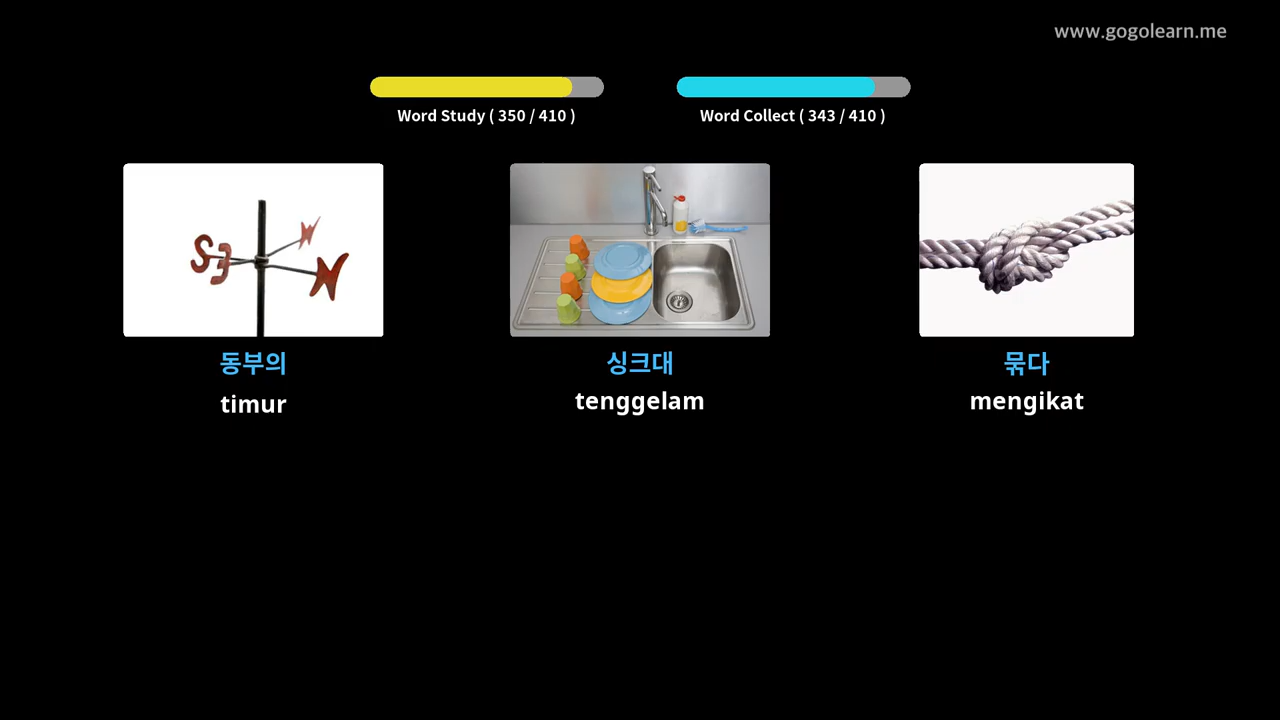 www.gogolearn.me
Word Study ( 350 / 410 )
Word Collect ( 343 / 410 )
S E N
동부의
싱크대
묶다
timur
tenggelam
mengikat